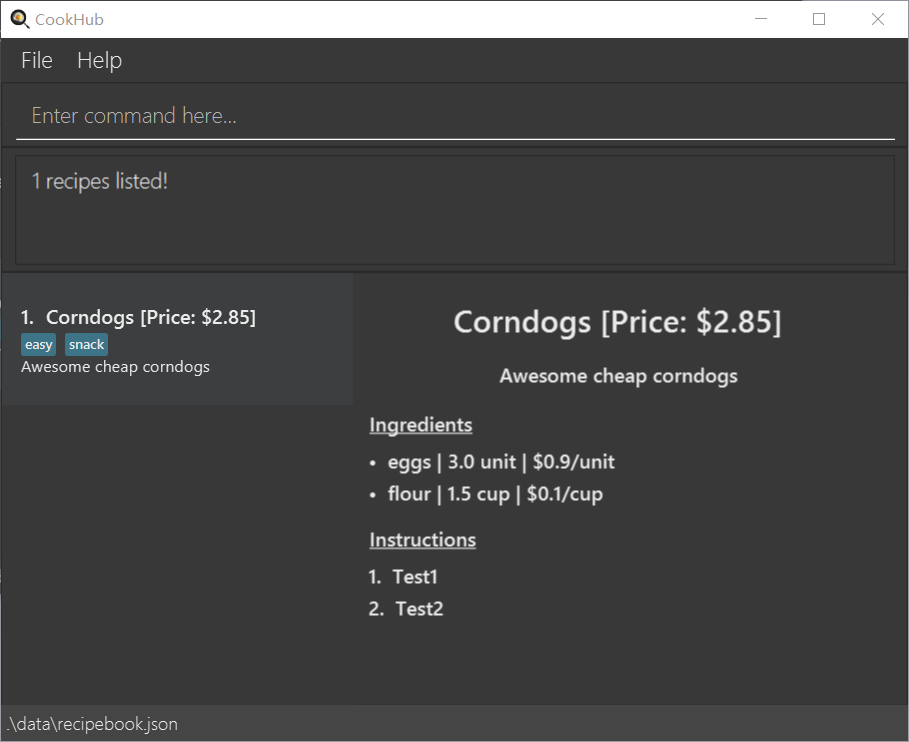 CookHub
File Help
Enter command here...
1 recipes listed!
1. Corndogs [Price: $2.85]
easy snack
Awesome cheap corndogs
Corndogs [Price: $2.85]
Awesome cheap corndogs
Ingredients
• eggs | 3.0 unit | $0.9/unit
• flour | 1.5 cup | $0.1/cup
Instructions
1. Test1
2. Test2
.\data\recipebook.json